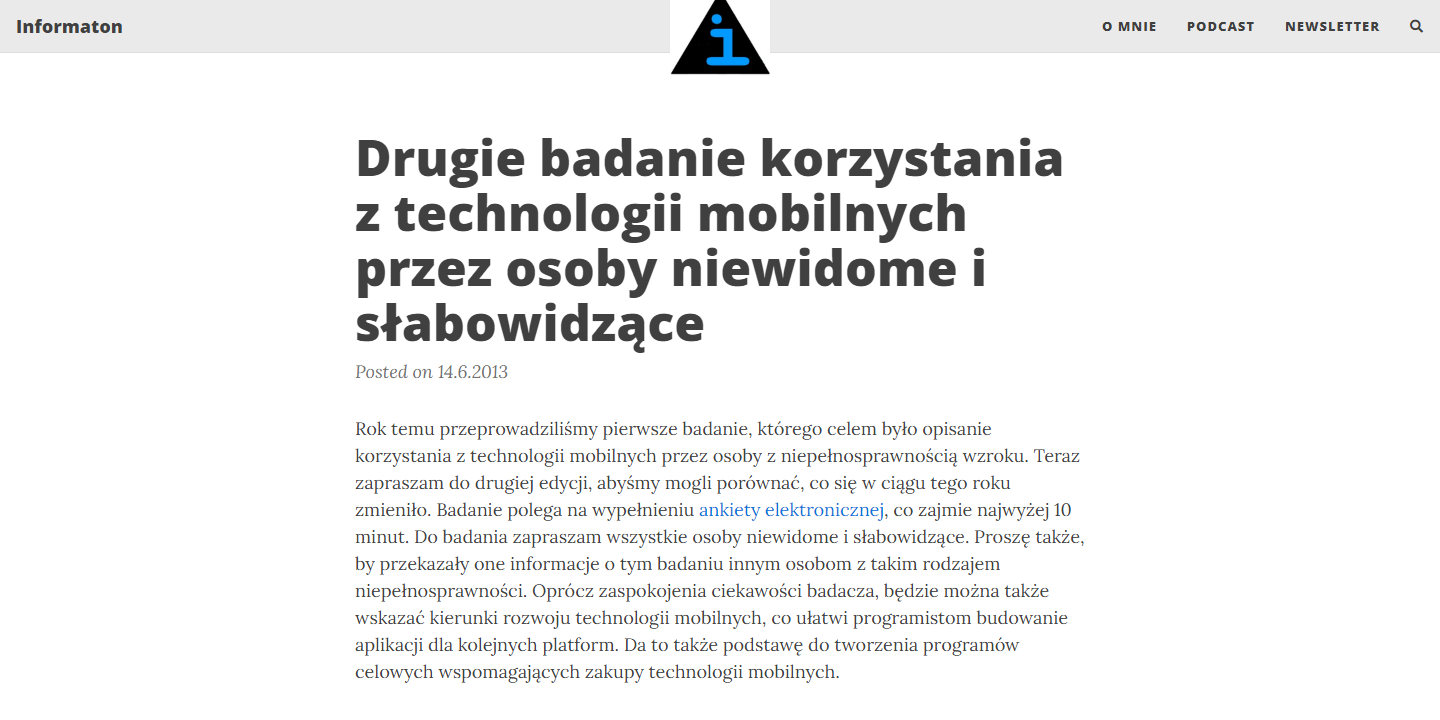 Informaton
i
O MNIE
PODCAST
NEWSLETTER
Drugie badanie korzystania
z technologii mobilnych
przez osoby niewidome i
słabowidzące
Posted on 14.6.2013
Rok temu przeprowadziliśmy pierwsze badanie, którego celem było opisanie
korzystania z technologii mobilnych przez osoby z niepełnosprawnością wzroku. Teraz
zapraszam do drugiej edycji, abyśmy mogli porównać, co się w ciągu tego roku
zmieniło. Badanie polega na wypełnieniu ankiety elektronicznej, co zajmie najwyżej 10
minut. Do badania zapraszam wszystkie osoby niewidome i słabowidzące. Proszę także,
by przekazały one informacje o tym badaniu innym osobom z takim rodzajem
niepełnosprawności. Oprócz zaspokojenia ciekawości badacza, będzie można także
wskazać kierunki rozwoju technologii mobilnych, co ułatwi programistom budowanie
aplikacji dla kolejnych platform. Da to także podstawę do tworzenia programów
celowych wspomagających zakupy technologii mobilnych.